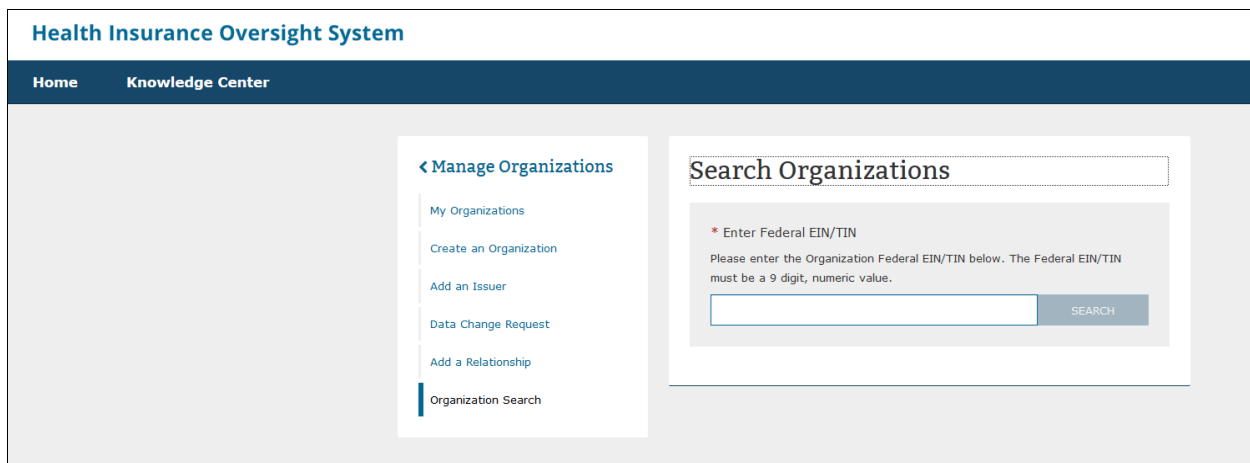 Health Insurance Oversight System
Home Knowledge Center
Manage Organizations
My Organizations
Create an Organization
Add an Issuer
Data Change Request
Add a Relationship
Organization Search
Search Organizations
* Enter Federal EIN/TIN
Please enter the Organization Federal EIN/TIN below. The Federal EIN/TIN
must be a 9 digit, numeric value.
SEARCH